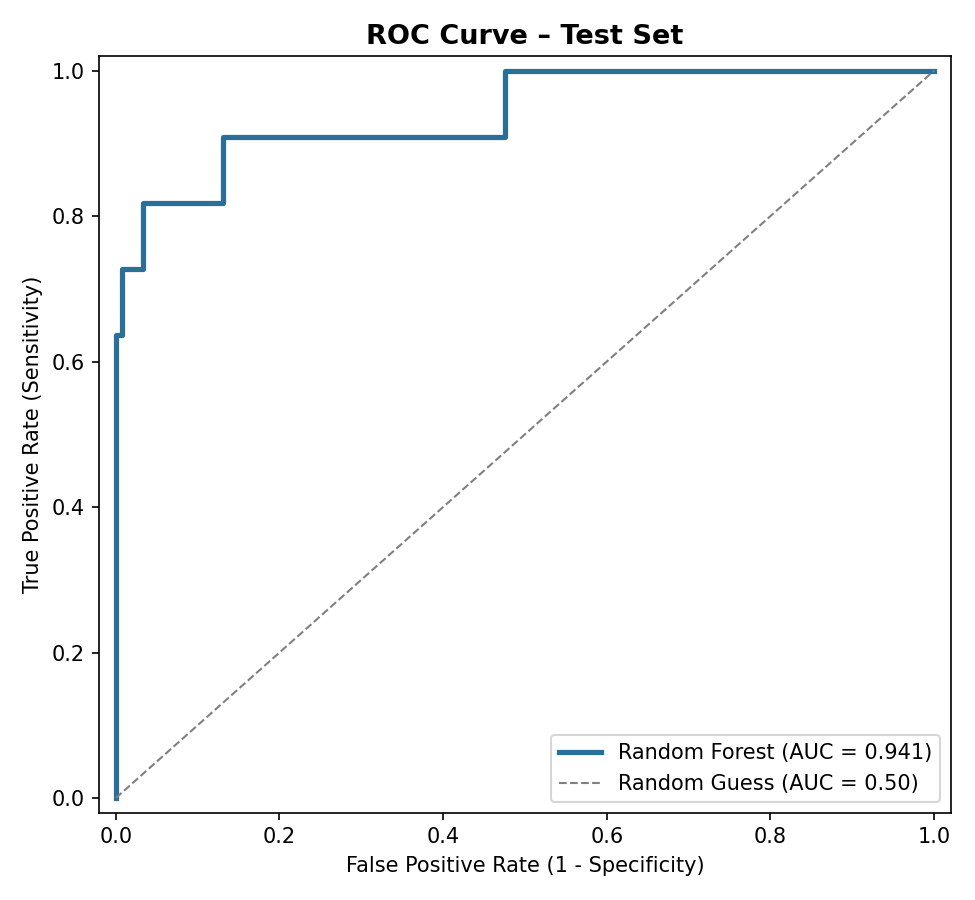 ROC Curve – Test Set
True Positive Rate (Sensitivity)
1.0
0.8
0.6
0.4
0.2
0.0
0.0 0.2 0.4 0.6 0.8 1.0
False Positive Rate (1 - Specificity)
Random Forest (AUC = 0.941)
Random Guess (AUC = 0.50)